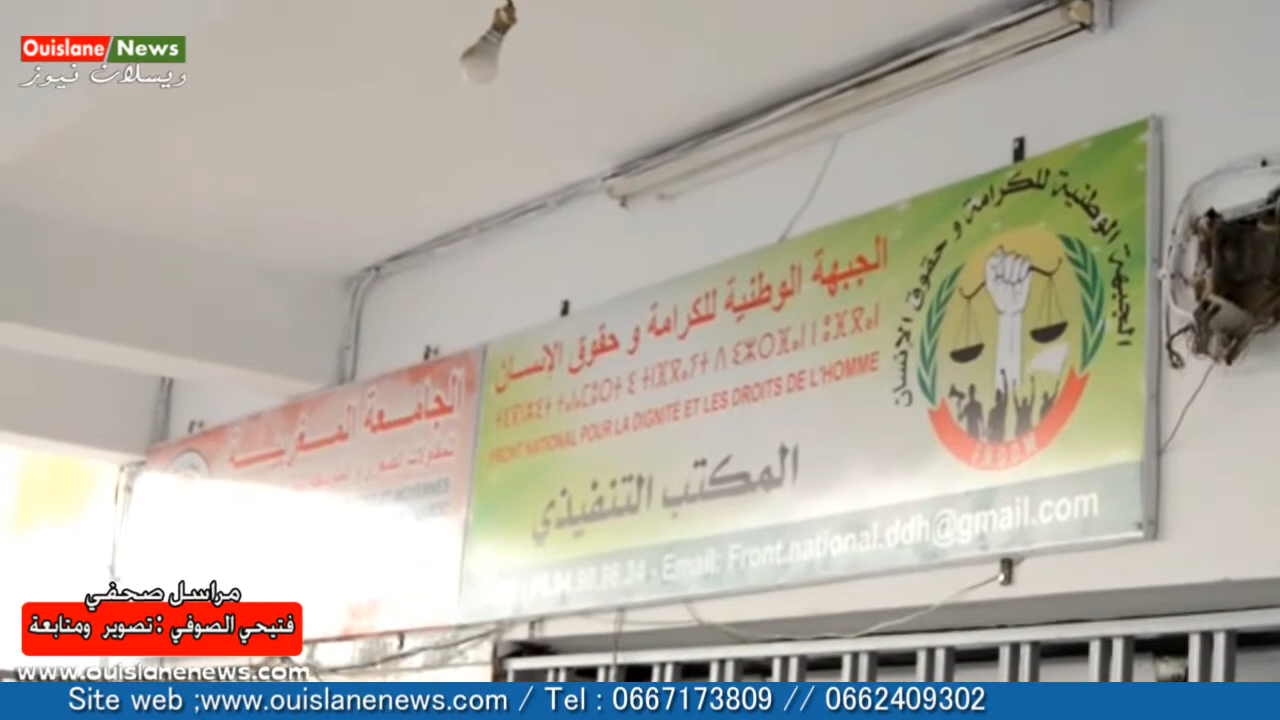 Ouislane News
ويسلان نيوز
الجبهة الوطنية للكرامة و حقوق الإنسان
الجبهة الوطنية للكرامة و حقوق الإنسان
FRONT NATIONAL POUR LA DIGNITÉ ET LES DROITS DE L'HOMME
المكتب التنفيذي
Email: Front.national.ddh@gmail.com
الجامعة المغربية
مراسل صحفي
فتيحي الصوفي : تصوير ومتابعة
www.ouislanenews.com
Site web ;www.ouislanenews.com / Tel : 0667173809 // 0662409302